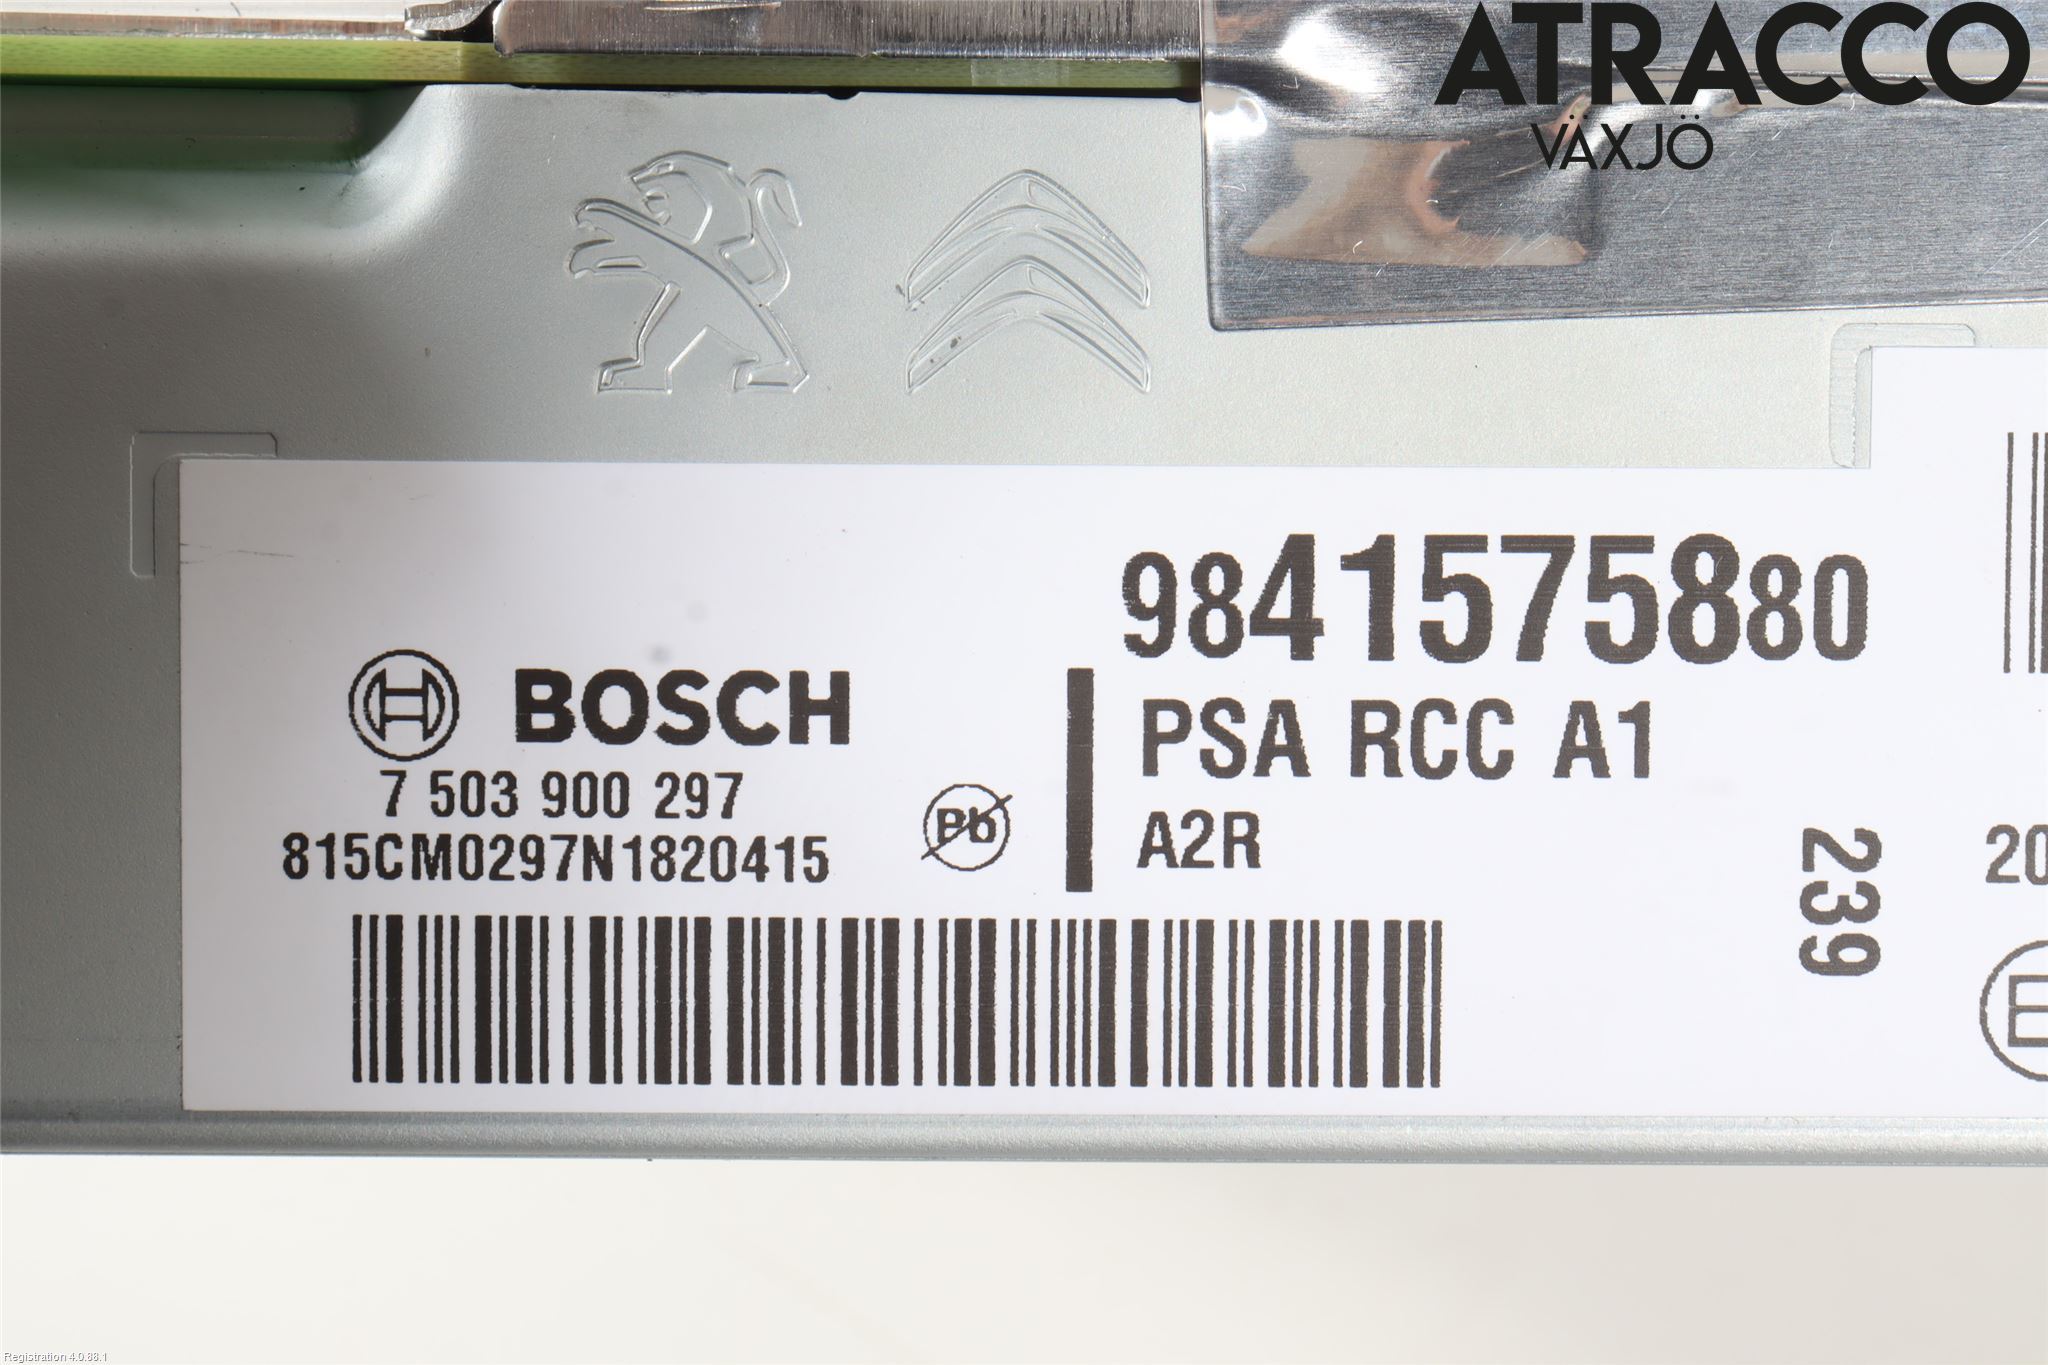 ATRACCO
VÄXJÖ
9841575880
BOSCH
PSA RCC A1
7 503 900 297
Pb
A2R
815CM0297N1820415
239
20
Registration 4.0.88.1